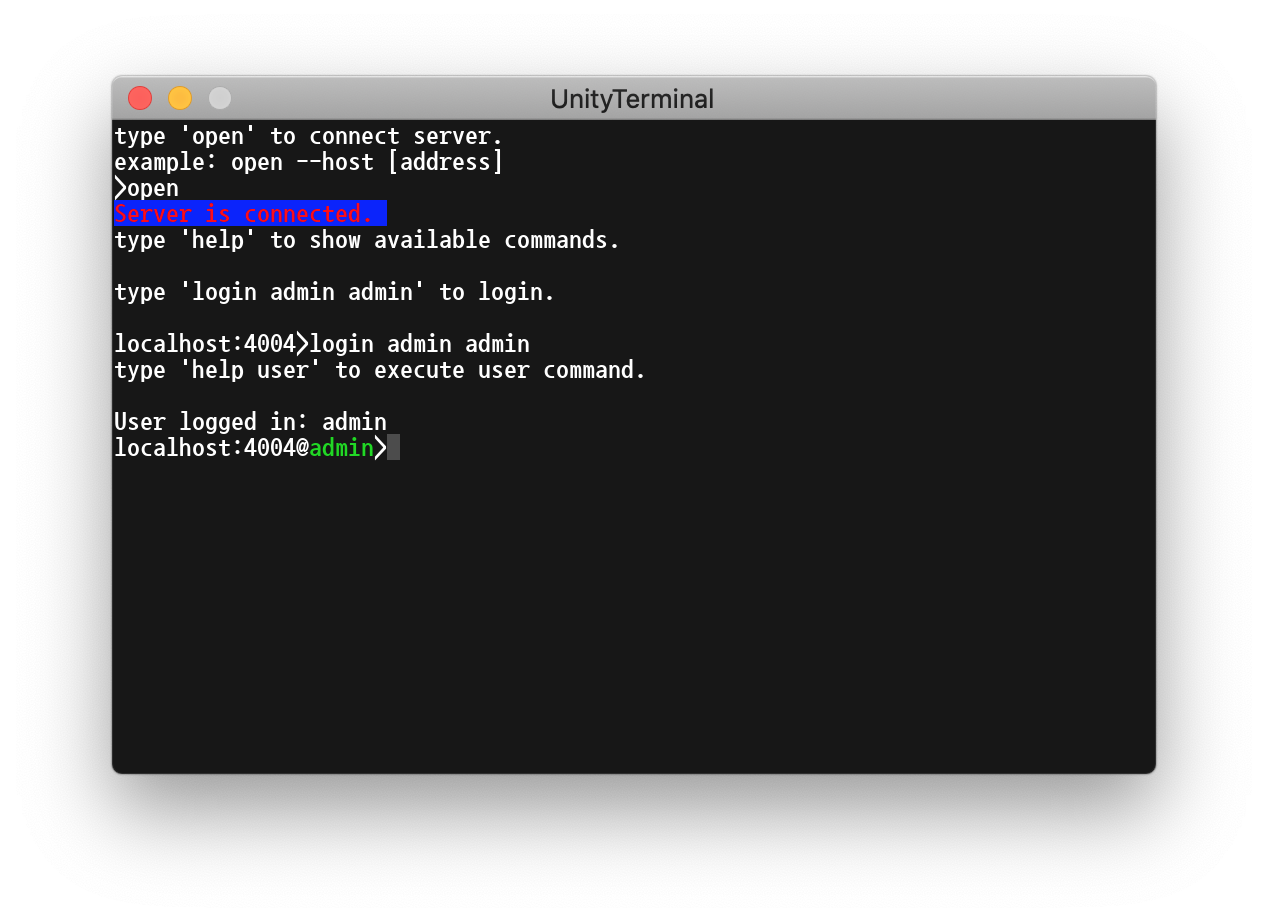 UnityTerminal
type 'open' to connect server.
example: open --host [address]
>open
Server is connected.
type 'help' to show available commands.
type 'login admin admin' to login.
localhost:4004>login admin admin
type 'help user' to execute user command.
User logged in: admin
localhost:4004@admin>